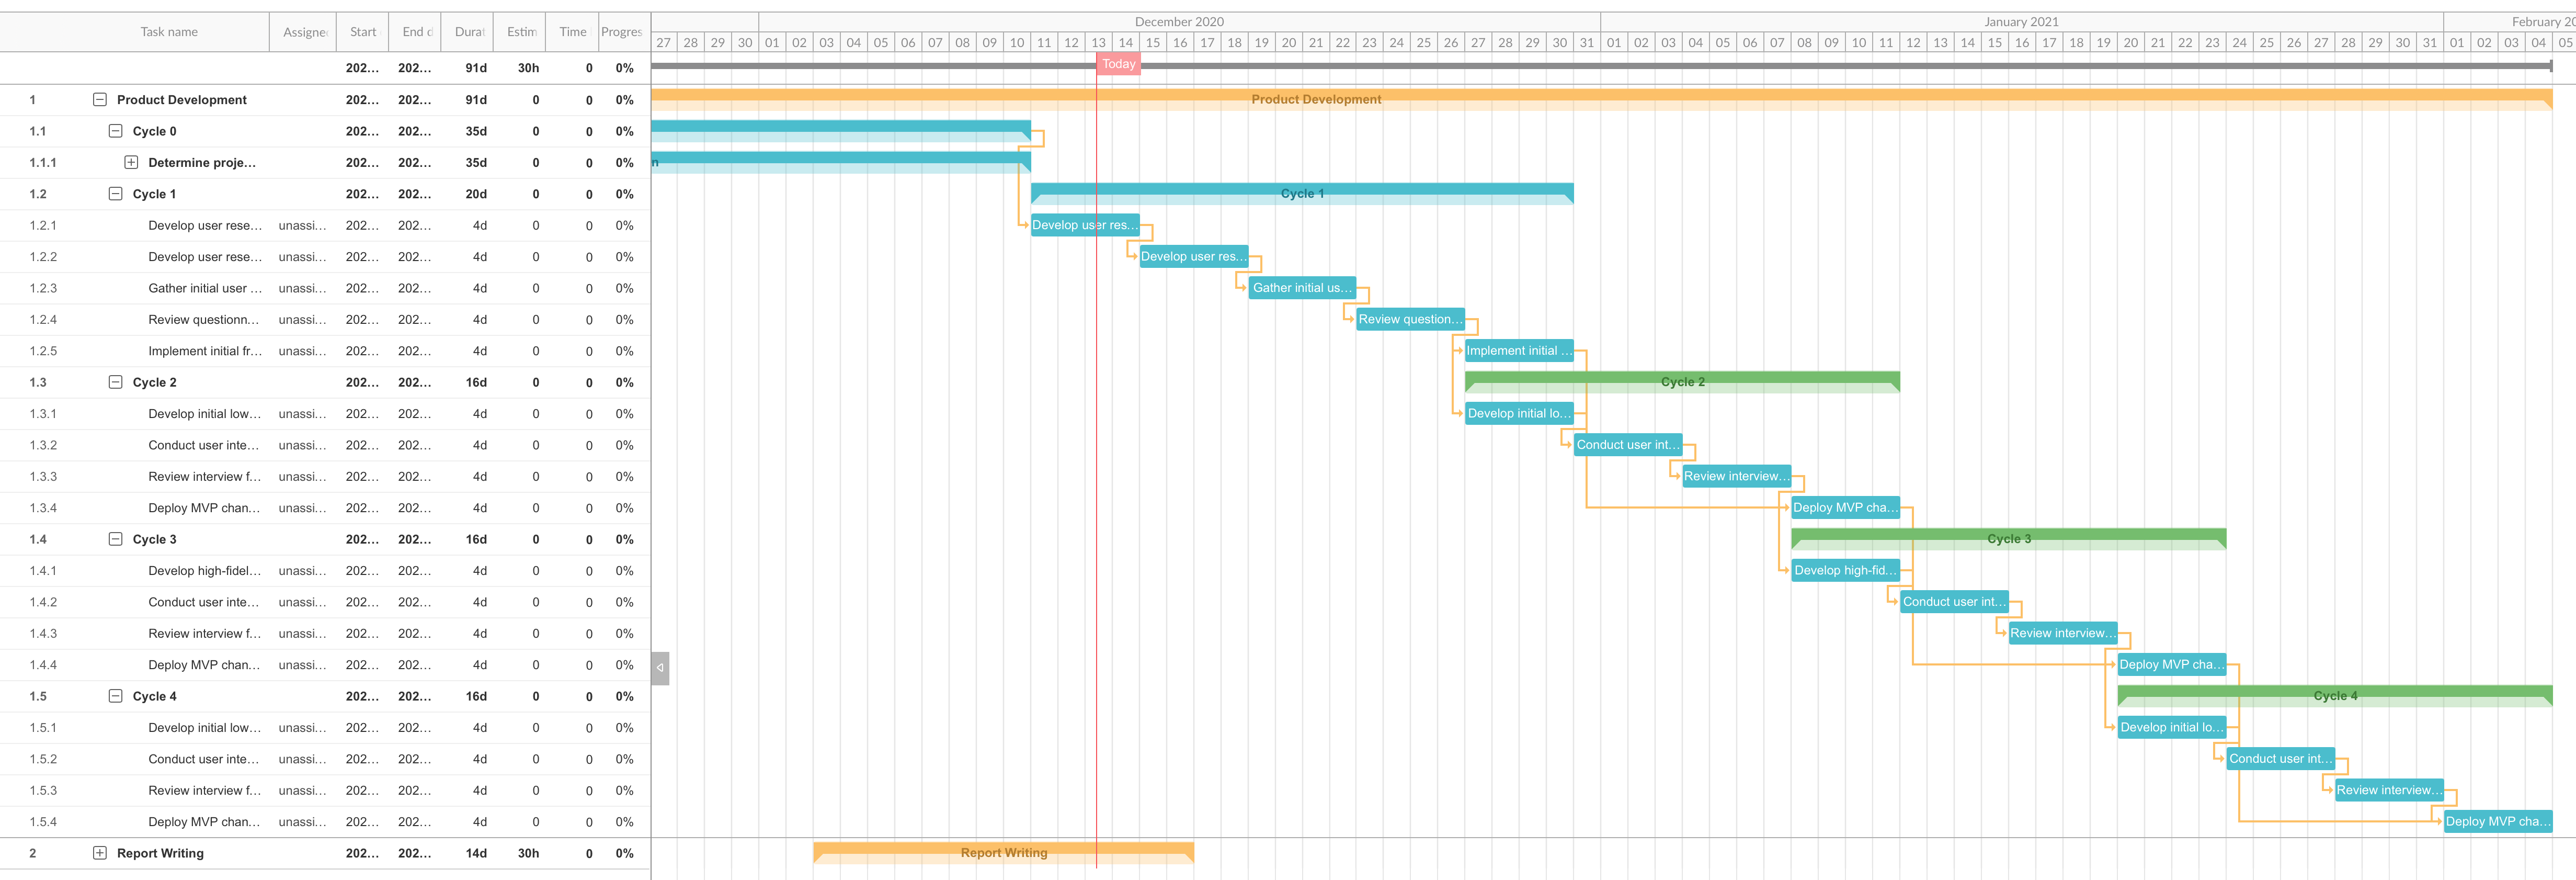 December 2020 January 2021 February 20
Task name Assigne Start End d Durat Estim Time Progres 27 28 29 30 01 02 03 04 05 06 07 08 09 10 11 12 13 14 15 16 17 18 19 20 21 22 23 24 25 26 27 28 29 30 31 01 02 03 04 05 06 07 08 09 10 11 12 13 14 15 16 17 18 19 20 21 22 23 24 25 26 27 28 29 30 31 01 02 03 04 05
202... 202... 91d 30h 0 0% Today
1 Product Development 202... 202... 91d 0 0 0% Product Development
1.1 Cycle 0 202... 202... 35d 0 0 0%
1.1.1 Determine proje... 202... 202... 35d 0 0 0% n
1.2 Cycle 1 202... 202... 20d 0 0 0% Cycle 1
1.2.1 Develop user rese... unassi... 202... 202... 4d 0 0 0% Develop user res...
1.2.2 Develop user rese... unassi... 202... 202... 4d 0 0 0% Develop user res...
1.2.3 Gather initial user ... unassi... 202... 202... 4d 0 0 0% Gather initial us...
1.2.4 Review questionn... unassi... 202... 202... 4d 0 0 0% Review question...
1.2.5 Implement initial fr... unassi... 202... 202... 4d 0 0 0% Implement initial ...
1.3 Cycle 2 202... 202... 16d 0 0 0% Cycle 2
1.3.1 Develop initial low... unassi... 202... 202... 4d 0 0 0% Develop initial lo...
1.3.2 Conduct user inte... unassi... 202... 202... 4d 0 0 0% Conduct user int...
1.3.3 Review interview f... unassi... 202... 202... 4d 0 0 0% Review interview...
1.3.4 Deploy MVP chan... unassi... 202... 202... 4d 0 0 0% Deploy MVP cha...
1.4 Cycle 3 202... 202... 16d 0 0 0% Cycle 3
1.4.1 Develop high-fidel... unassi... 202... 202... 4d 0 0 0% Develop high-fid...
1.4.2 Conduct user inte... unassi... 202... 202... 4d 0 0 0% Conduct user int...
1.4.3 Review interview f... unassi... 202... 202... 4d 0 0 0% Review interview...
1.4.4 Deploy MVP chan... unassi... 202... 202... 4d 0 0 0% Deploy MVP cha...
1.5 Cycle 4 202... 202... 16d 0 0 0% Cycle 4
1.5.1 Develop initial low... unassi... 202... 202... 4d 0 0 0% Develop initial lo...
1.5.2 Conduct user inte... unassi... 202... 202... 4d 0 0 0% Conduct user int...
1.5.3 Review interview f... unassi... 202... 202... 4d 0 0 0% Review interview...
1.5.4 Deploy MVP chan... unassi... 202... 202... 4d 0 0 0% Deploy MVP cha...
2 Report Writing 202... 202... 14d 30h 0 0% Report Writing